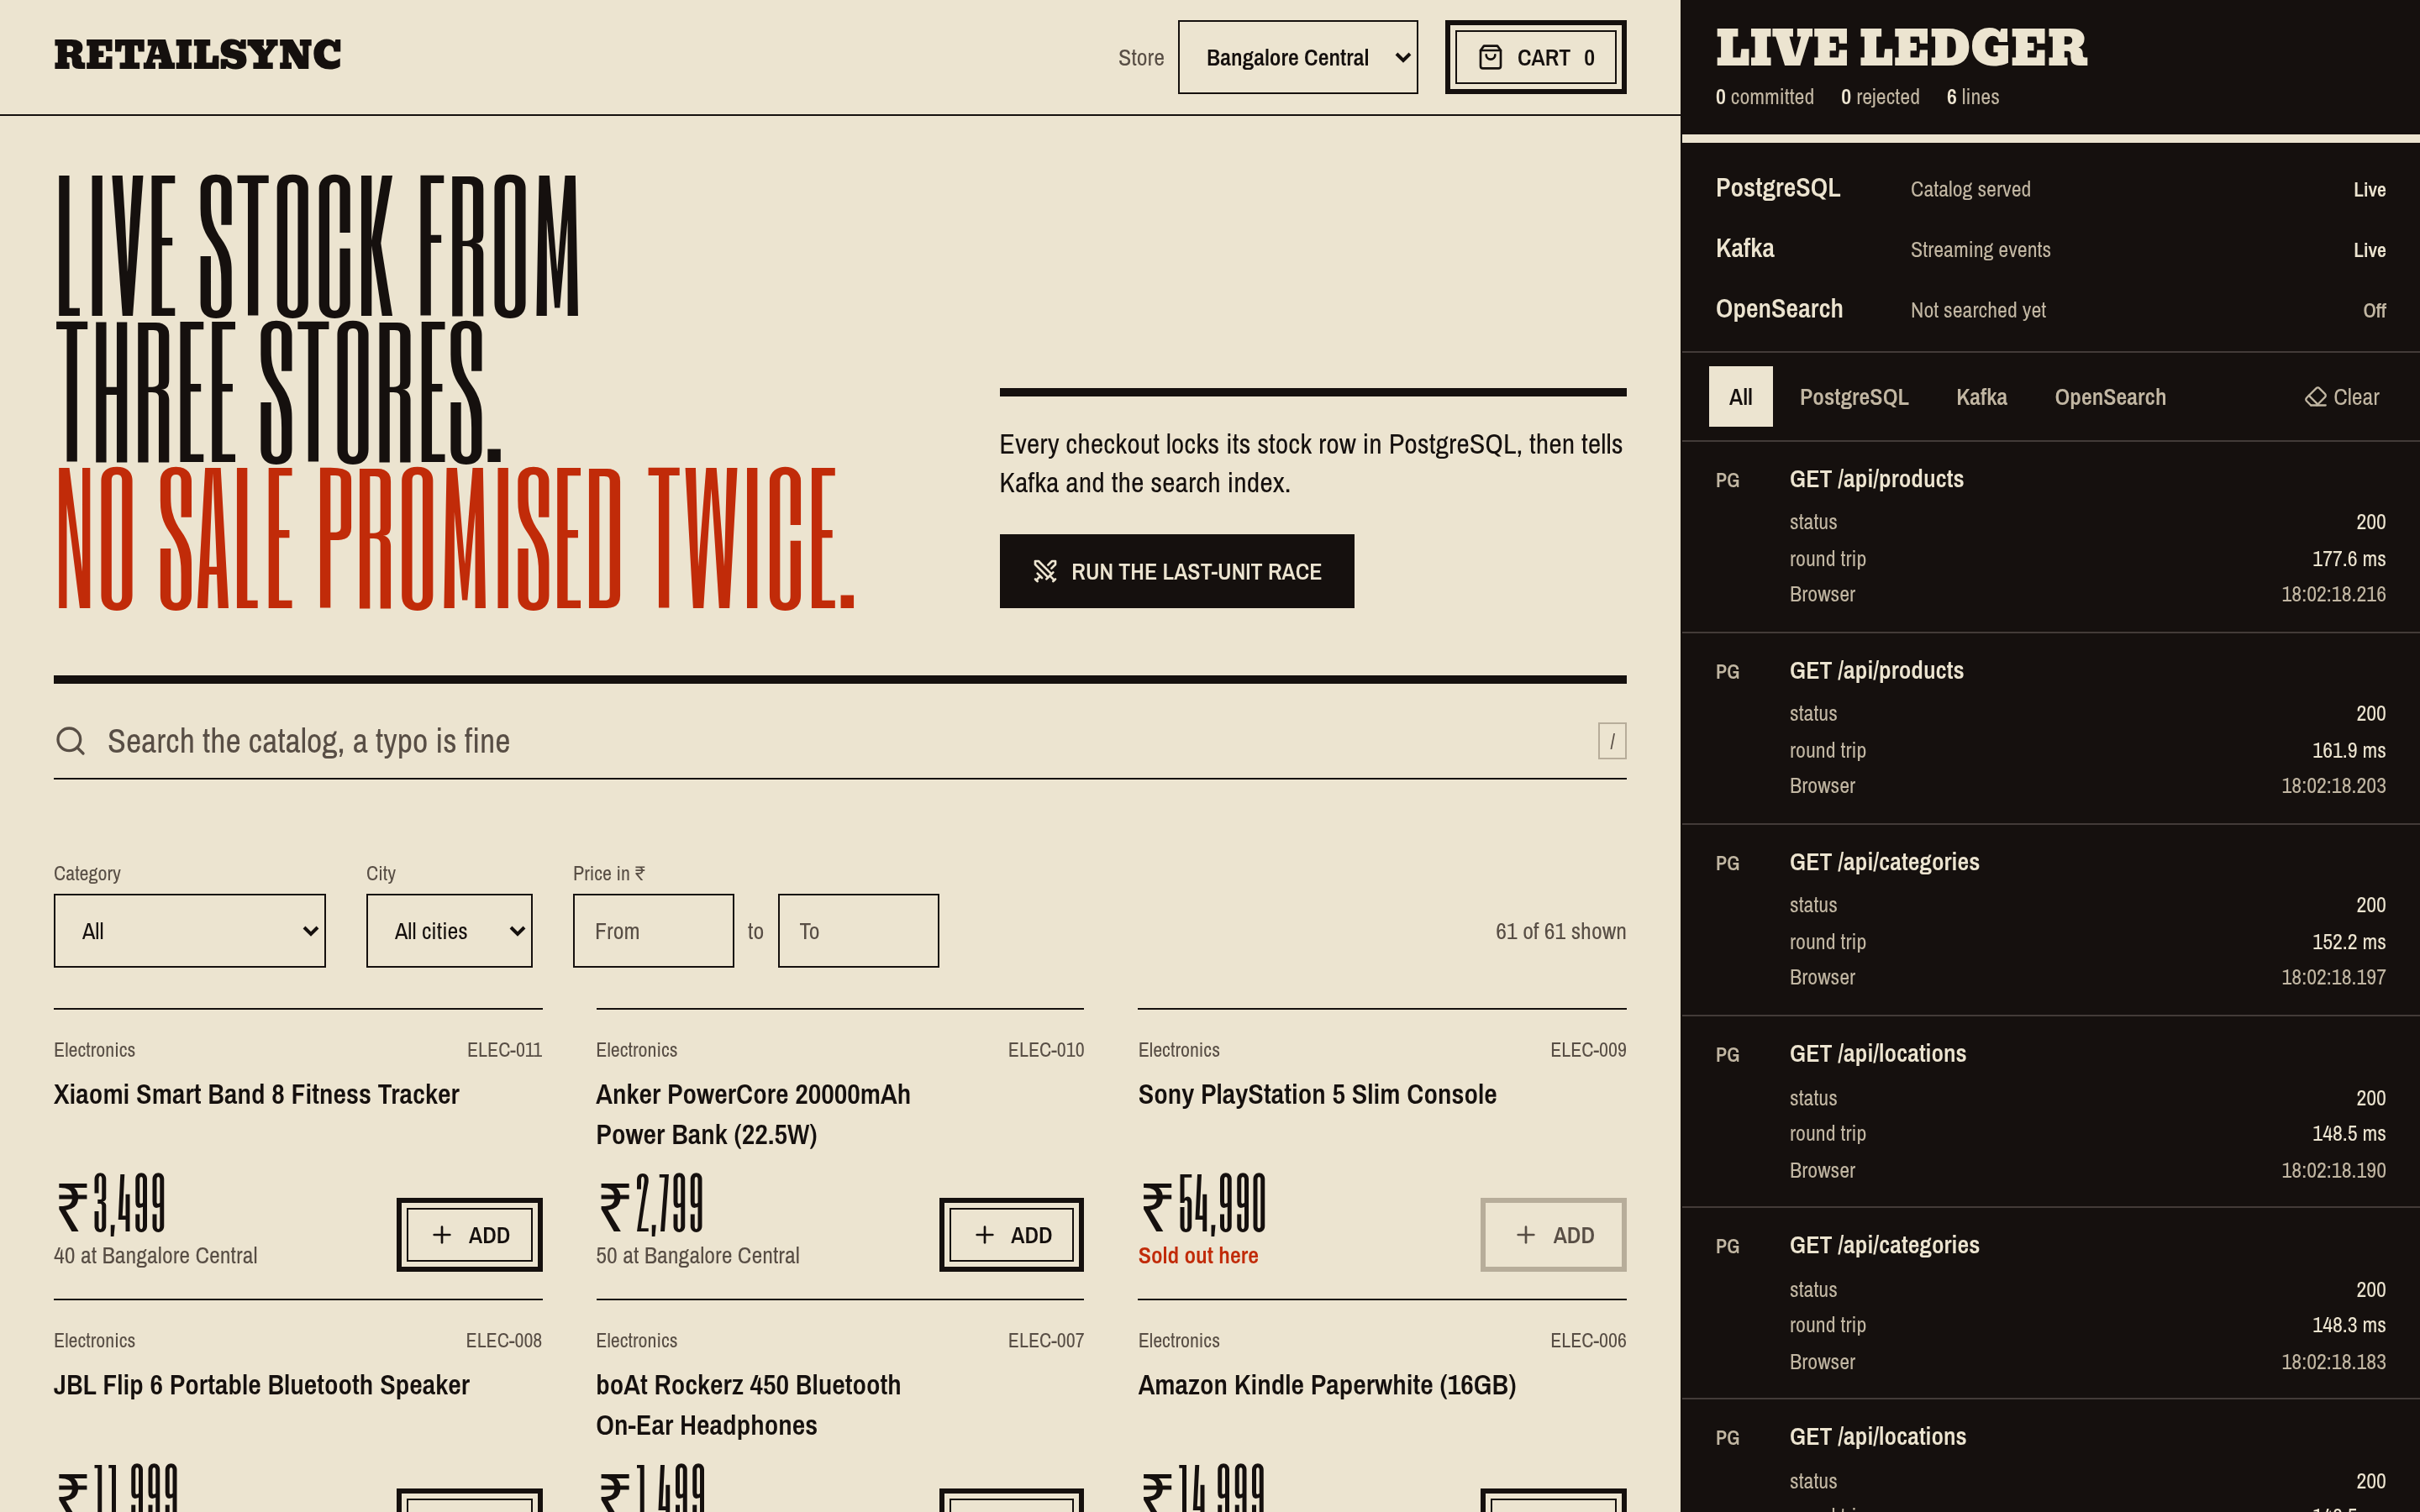 RETAILSYNC
Store
Bangalore Central
CART 0
LIVE STOCK FROM
THREE STORES.
NO SALE PROMISED TWICE.
Every checkout locks its stock row in PostgreSQL, then tells
Kafka and the search index.
RUN THE LAST-UNIT RACE
Search the catalog, a typo is fine
/
Category
City
Price in ₹
All
All cities
From
to
To
61 of 61 shown
Electronics ELEC-011
Xiaomi Smart Band 8 Fitness Tracker
₹3,499
40 at Bangalore Central
+ ADD
Electronics ELEC-010
Anker PowerCore 20000mAh
Power Bank (22.5W)
₹2,799
50 at Bangalore Central
+ ADD
Electronics ELEC-009
Sony PlayStation 5 Slim Console
₹54,990
Sold out here
+ ADD
Electronics ELEC-008
JBL Flip 6 Portable Bluetooth Speaker
₹11,999
Electronics ELEC-007
boAt Rockerz 450 Bluetooth
On-Ear Headphones
₹1,499
Electronics ELEC-006
Amazon Kindle Paperwhite (16GB)
₹14,999
LIVE LEDGER
0 committed 0 rejected 6 lines
PostgreSQL Catalog served Live
Kafka Streaming events Live
OpenSearch Not searched yet Off
All PostgreSQL Kafka OpenSearch Clear
PG GET /api/products
status 200
round trip 177.6 ms
Browser 18:02:18.216
PG GET /api/products
status 200
round trip 161.9 ms
Browser 18:02:18.203
PG GET /api/categories
status 200
round trip 152.2 ms
Browser 18:02:18.197
PG GET /api/locations
status 200
round trip 148.5 ms
Browser 18:02:18.190
PG GET /api/categories
status 200
round trip 148.3 ms
Browser 18:02:18.183
PG GET /api/locations
status 200